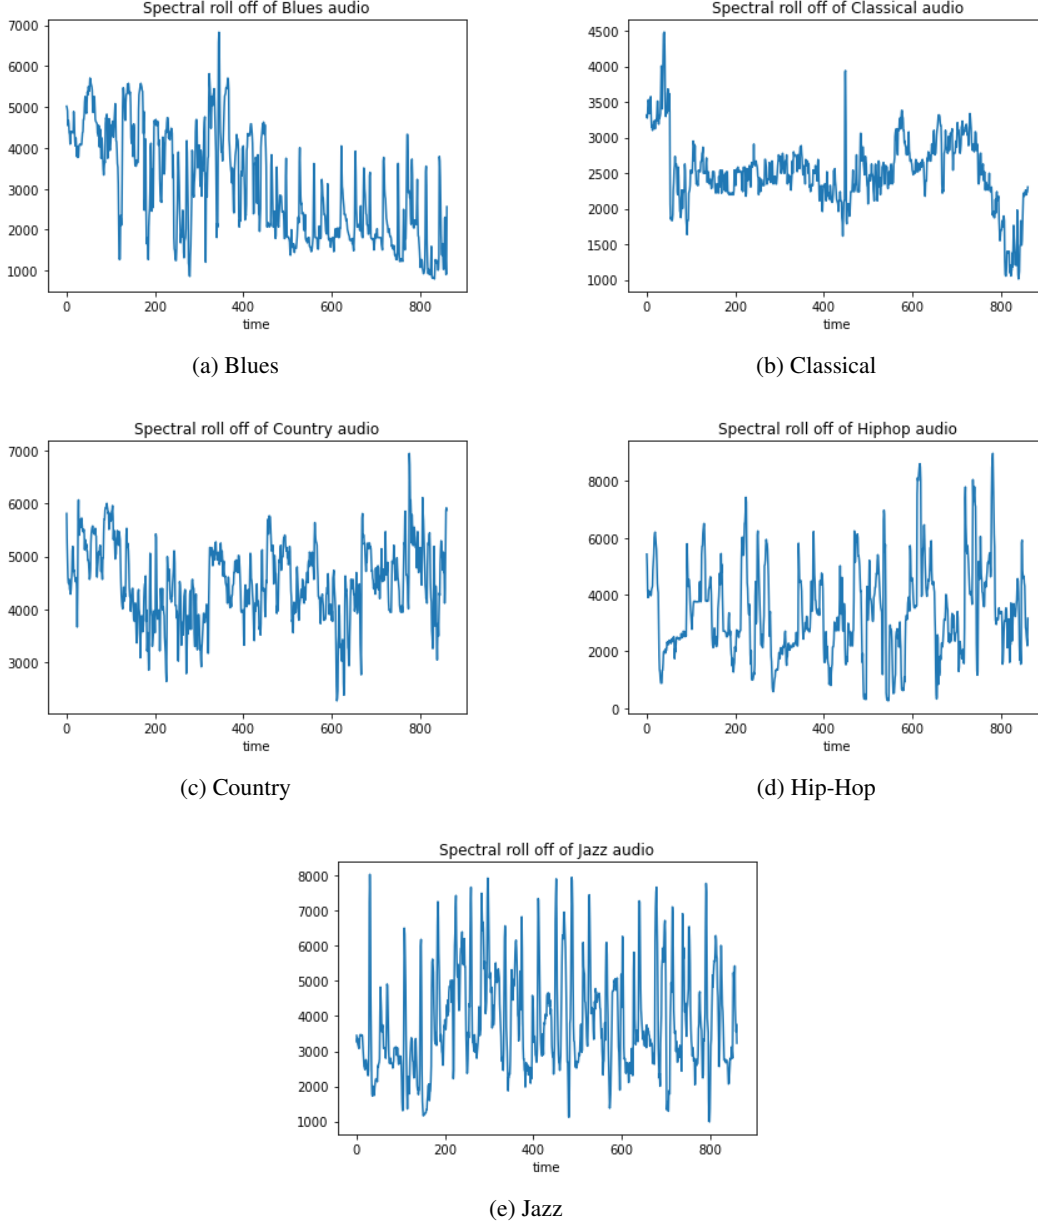 Spectral roll off of Blues audio
7000
6000
5000
4000
3000
2000
1000
0 200 400 600 800
time
(a) Blues
Spectral roll off of Classical audio
4500
4000
3500
3000
2500
2000
1500
1000
0 200 400 600 800
time
(b) Classical
Spectral roll off of Country audio
7000
6000
5000
4000
3000
0 200 400 600 800
time
(c) Country
Spectral roll off of Hiphop audio
8000
6000
4000
2000
0
0 200 400 600 800
time
(d) Hip-Hop
Spectral roll off of Jazz audio
8000
7000
6000
5000
4000
3000
2000
1000
0 200 400 600 800
time
(e) Jazz